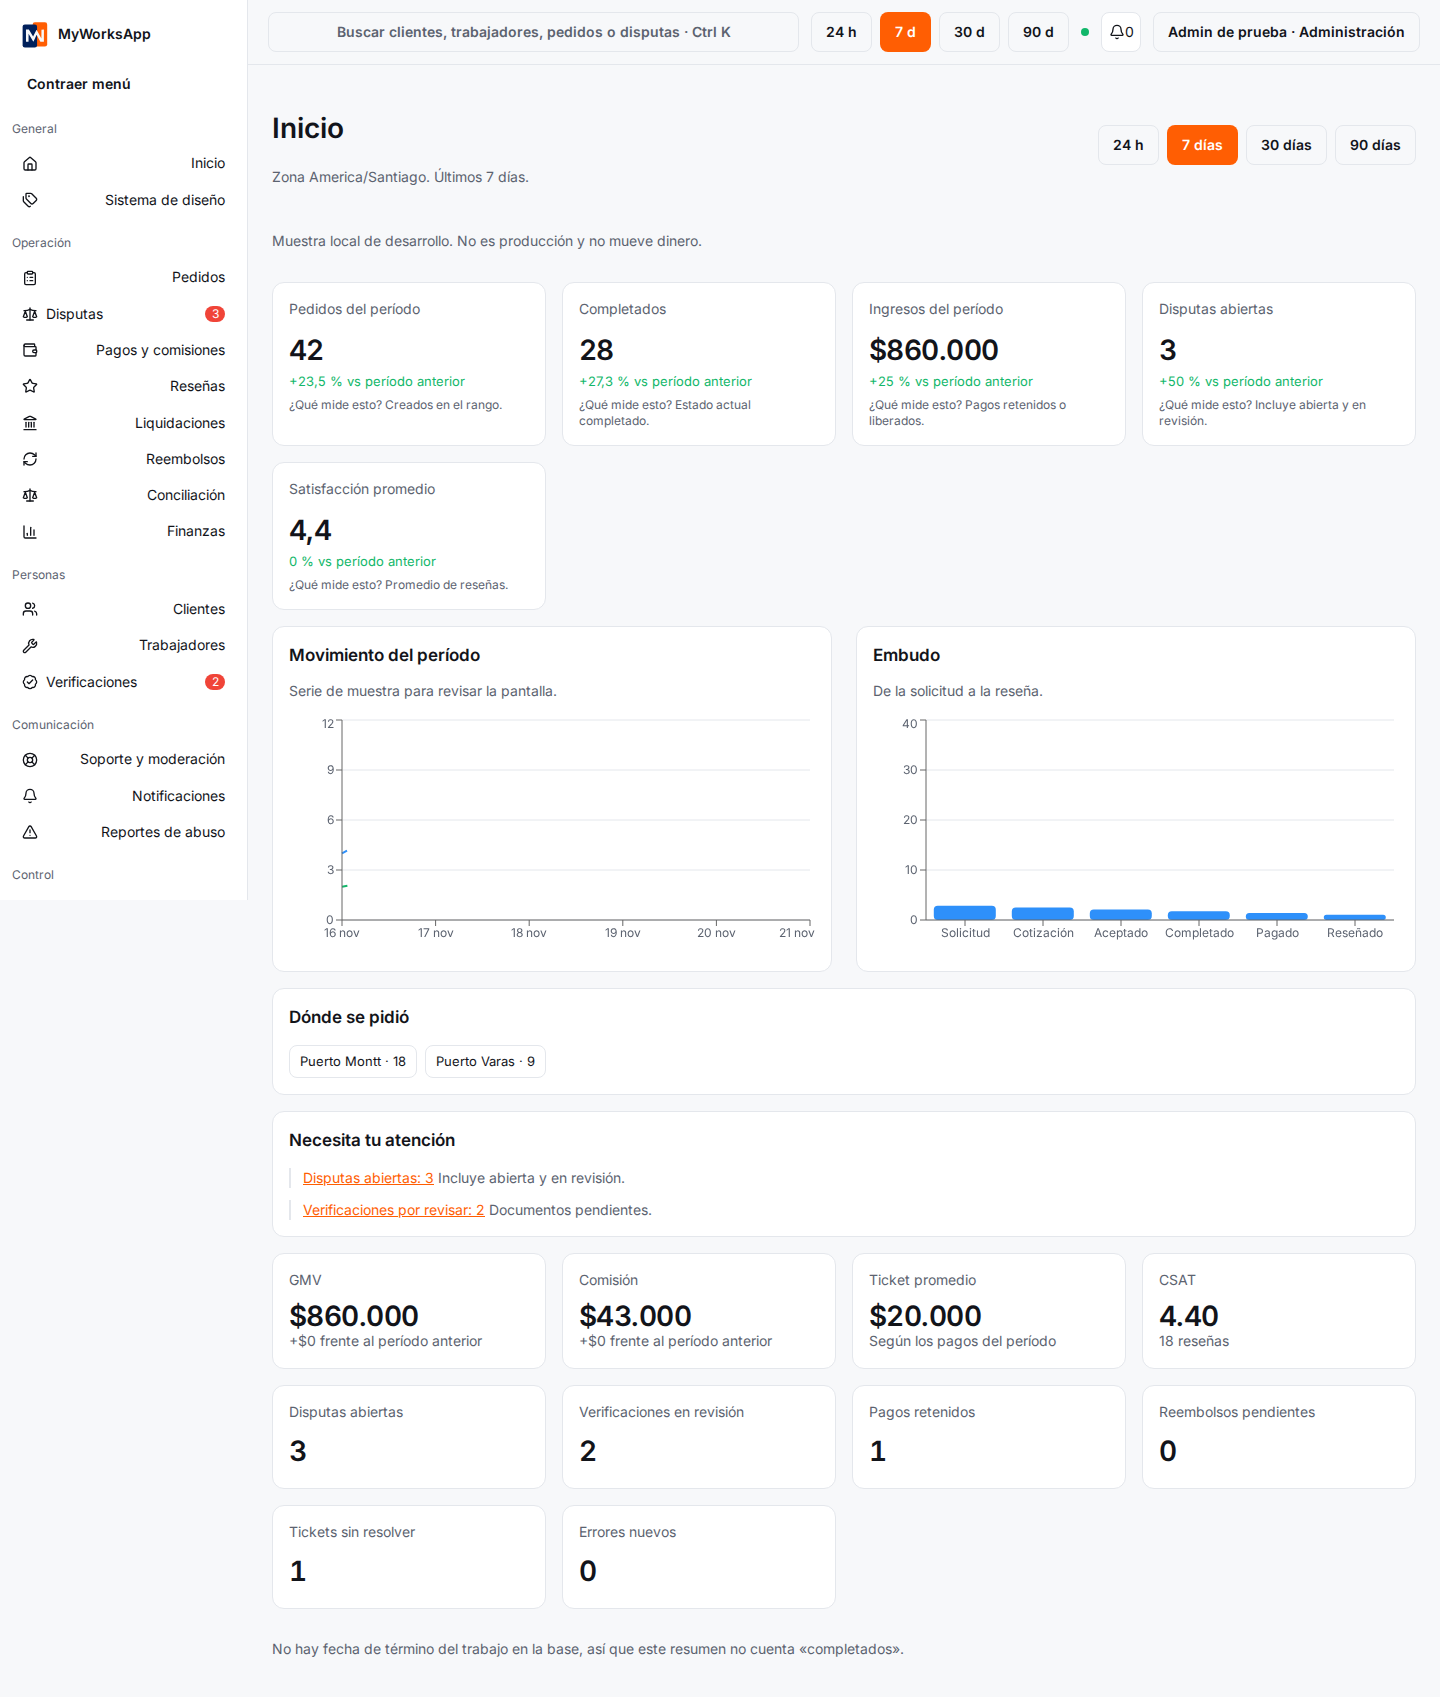 MyWorksApp
Contraer menú
General
Inicio
Sistema de diseño
Operación
Pedidos
Disputas 3
Pagos y comisiones
Reseñas
Liquidaciones
Reembolsos
Conciliación
Finanzas
Personas
Clientes
Trabajadores
Verificaciones 2
Comunicación
Soporte y moderación
Notificaciones
Reportes de abuso
Control
Buscar clientes, trabajadores, pedidos o disputas · Ctrl K
24 h
7 d
30 d
90 d
0
Admin de prueba · Administración
Inicio
24 h
7 días
30 días
90 días
Zona America/Santiago. Últimos 7 días.
Muestra local de desarrollo. No es producción y no mueve dinero.
Pedidos del período
42
+23,5 % vs período anterior
¿Qué mide esto? Creados en el rango.
Completados
28
+27,3 % vs período anterior
¿Qué mide esto? Estado actual
completado.
Ingresos del período
$860.000
+25 % vs período anterior
¿Qué mide esto? Pagos retenidos o
liberados.
Disputas abiertas
3
+50 % vs período anterior
¿Qué mide esto? Incluye abierta y en
revisión.
Satisfacción promedio
4,4
0 % vs período anterior
¿Qué mide esto? Promedio de reseñas.
Movimiento del período
Serie de muestra para revisar la pantalla.
12
9
6
3
0
16 nov
17 nov
18 nov
19 nov
20 nov
21 nov
Embudo
De la solicitud a la reseña.
40
30
20
10
0
Solicitud
Cotización
Aceptado
Completado
Pagado
Reseñado
Dónde se pidió
Puerto Montt · 18
Puerto Varas · 9
Necesita tu atención
Disputas abiertas: 3 Incluye abierta y en revisión.
Verificaciones por revisar: 2 Documentos pendientes.
GMV
$860.000
+$0 frente al período anterior
Comisión
$43.000
+$0 frente al período anterior
Ticket promedio
$20.000
Según los pagos del período
CSAT
4.40
18 reseñas
Disputas abiertas
3
Verificaciones en revisión
2
Pagos retenidos
1
Reembolsos pendientes
0
Tickets sin resolver
1
Errores nuevos
0
No hay fecha de término del trabajo en la base, así que este resumen no cuenta «completados».